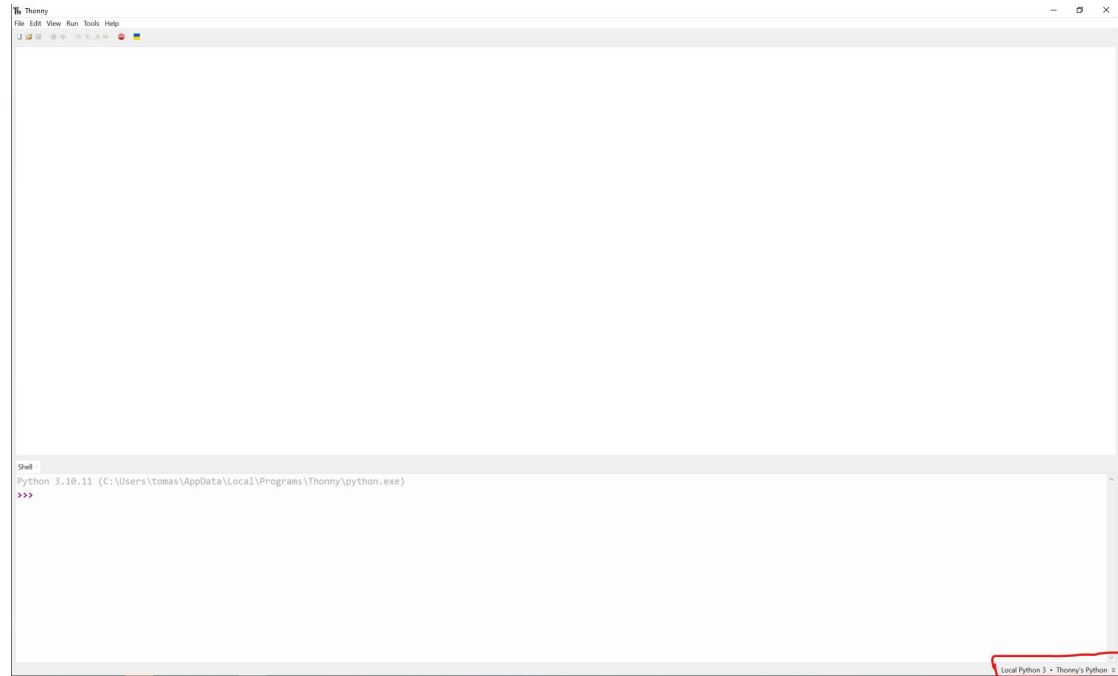 Th Thonny
File Edit View Run Tools Help
Shell
Python 3.10.11 (C:\Users\tomas\AppData\Local\Programs\Thonny\python.exe)
>>>
Local Python 3 • Thonny's Python ≡